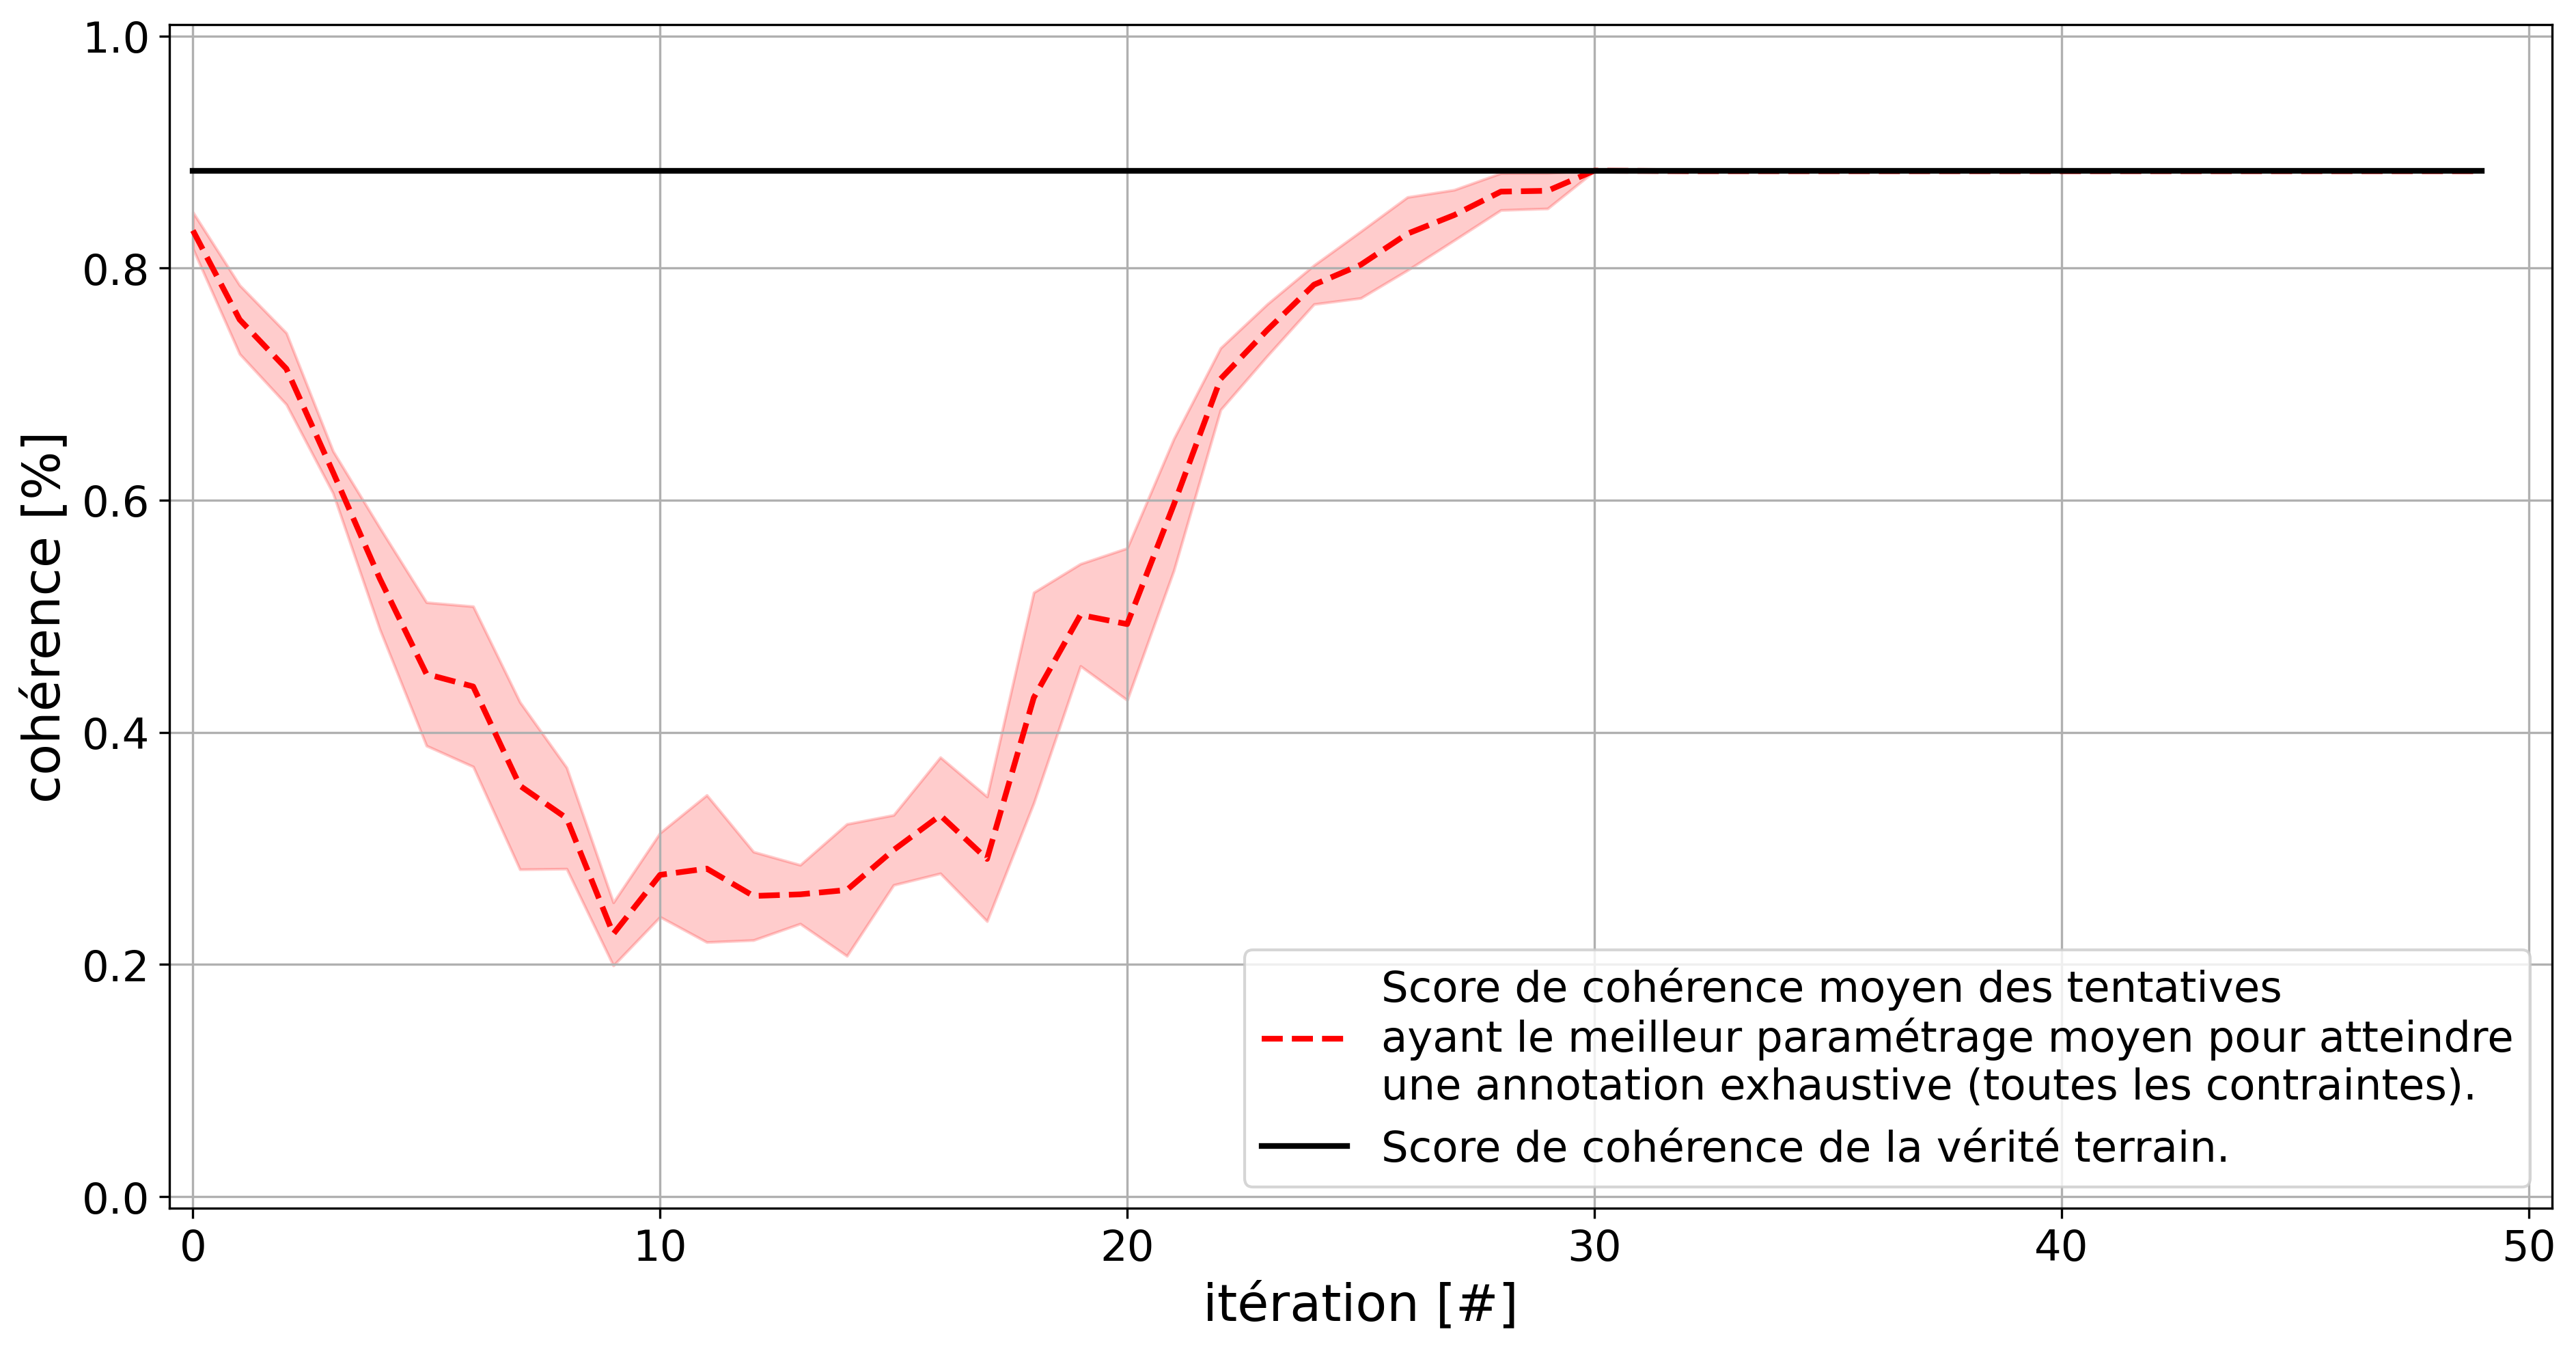 1.0
0.8
0.6
0.4
0.2
0.0
cohérence [%]
0 10 20 30 40 50
itération [#]
Score de cohérence moyen des tentatives
ayant le meilleur paramétrage moyen pour atteindre
une annotation exhaustive (toutes les contraintes).
Score de cohérence de la vérité terrain.